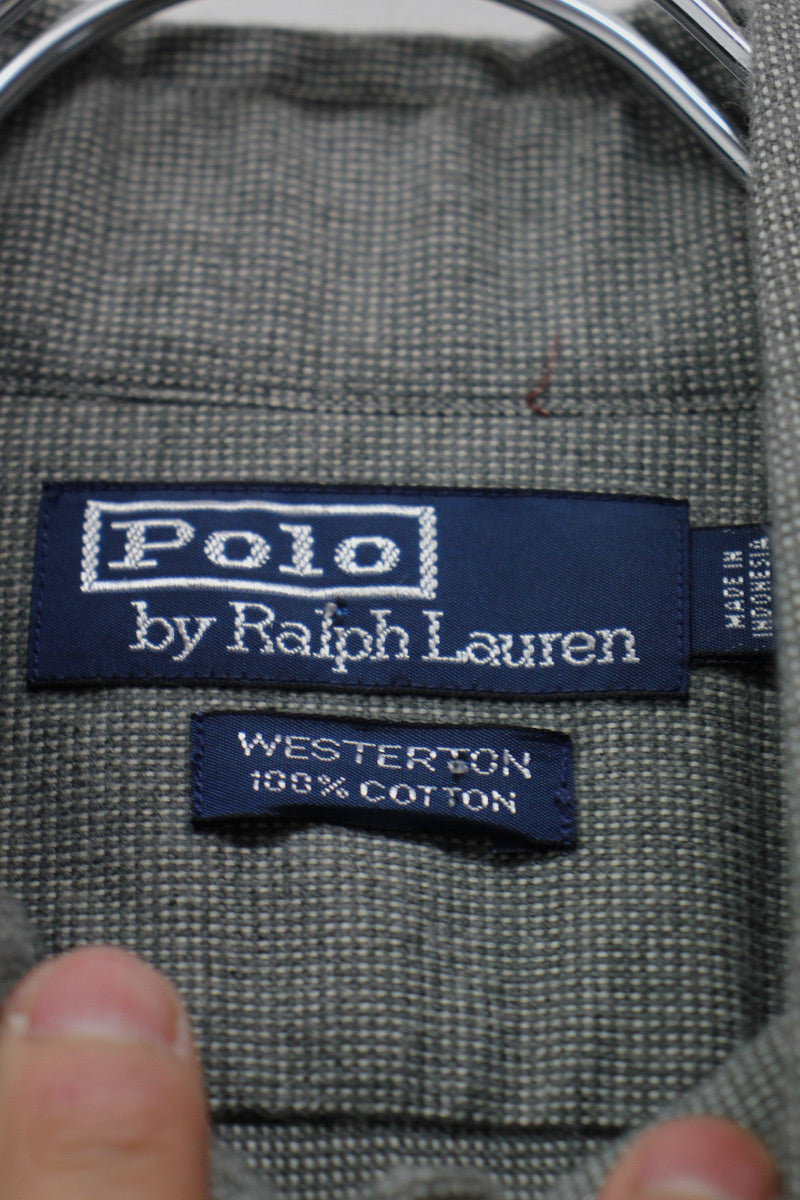 Polo
by Ralph Lauren
MADE IN
INDONESIA
WESTERTON
100% COTTON